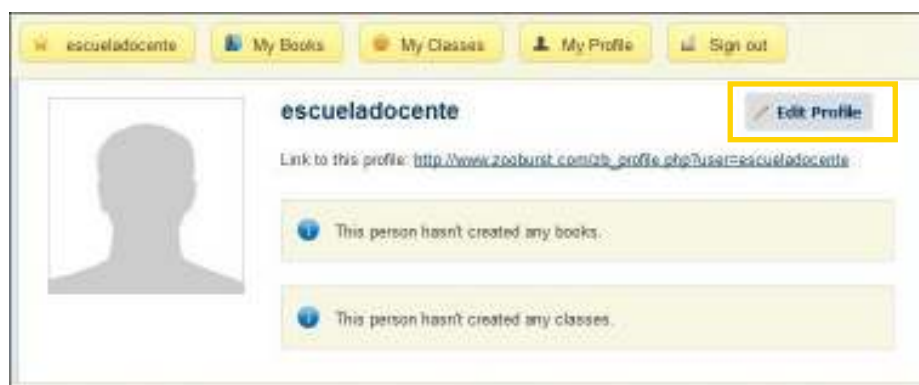 escueladocente My Books My Classes My Profile Sign out
escueladocente Edit Profile
Link to this profile: http://www.zooburst.com/zb_profile.php?user=escueladocente
This person hasn't created any books.
This person hasn't created any classes.